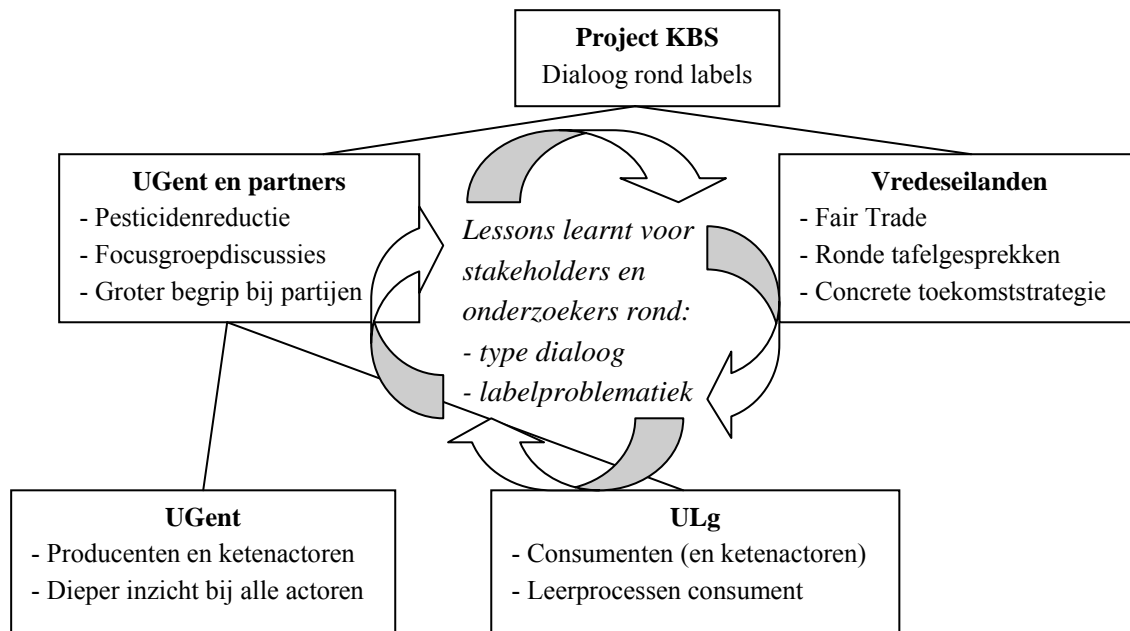 Project KBS
Dialoog rond labels
UGent en partners
- Pesticidenreductie
- Focusgroepdiscussies
- Groter begrip bij partijen
Lessons learnt voor
stakeholders en
onderzoekers rond:
- type dialoog
- labelproblematiek
Vredeseilanden
- Fair Trade
- Ronde tafelgesprekken
- Concrete toekomststrategie
UGent
- Producenten en ketenactoren
- Dieper inzicht bij alle actoren
ULg
- Consumenten (en ketenactoren)
- Leerprocessen consument